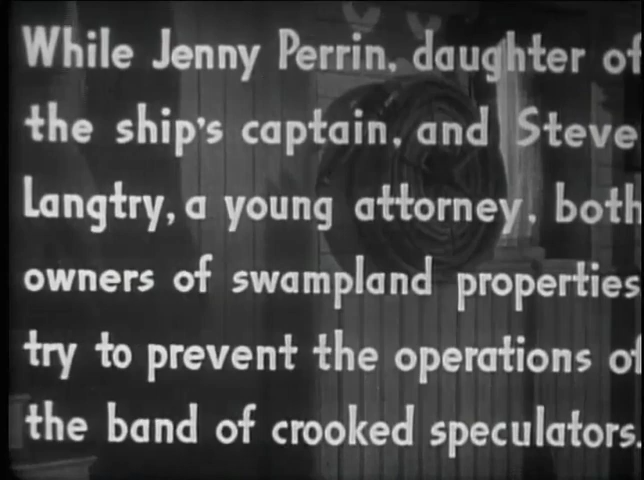 While Jenny Perrin, daughter of
the ship's captain, and Steve
Langtry, a young attorney, both
owners of swampland properties
try to prevent the operations of
the band of crooked speculators.